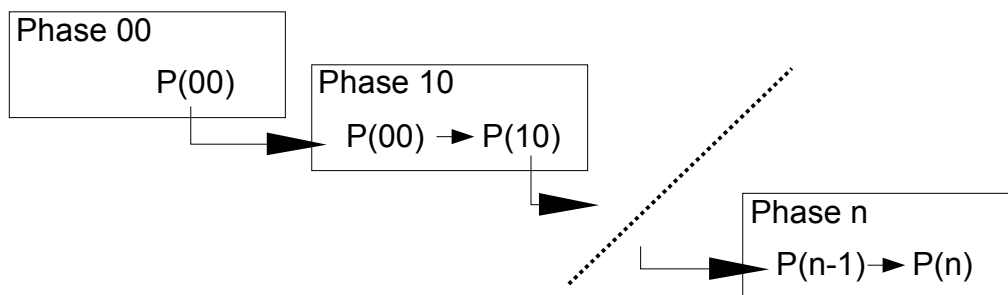 Phase 00
P(00)
Phase 10
P(00) P(10)
Phase n
P(n-1) P(n)